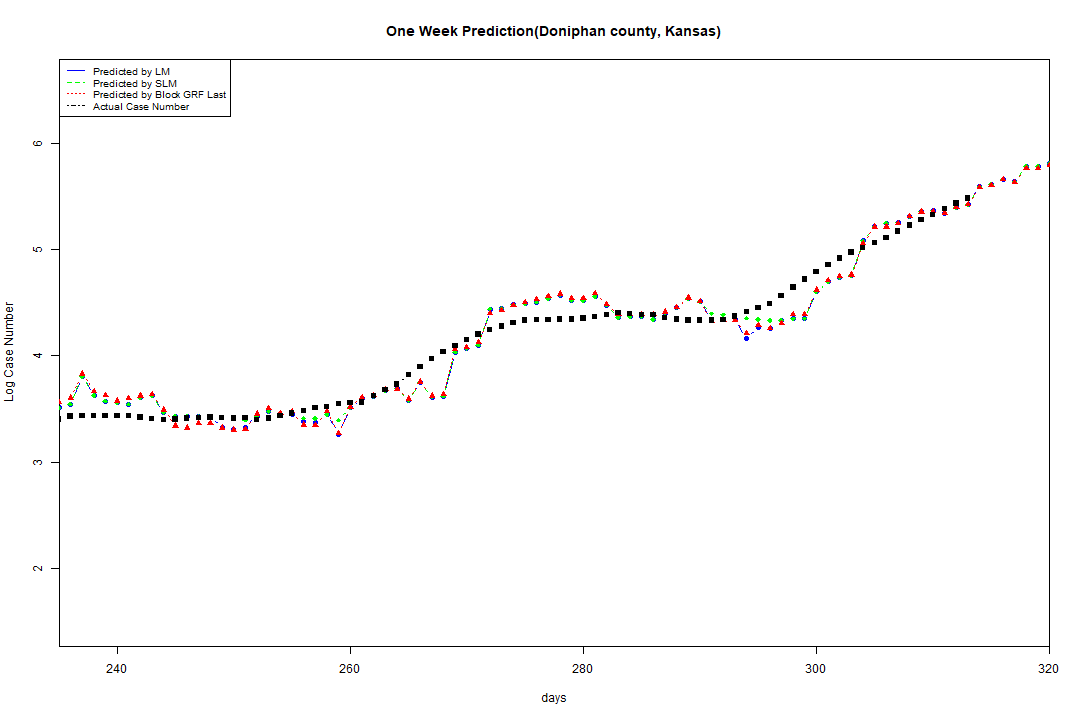 One Week Prediction(Doniphan county, Kansas)
Predicted by LM
Predicted by SLM
Predicted by Block GRF Last
Actual Case Number
6
5
4
3
2
Log Case Number
240 260 280 300 320
days